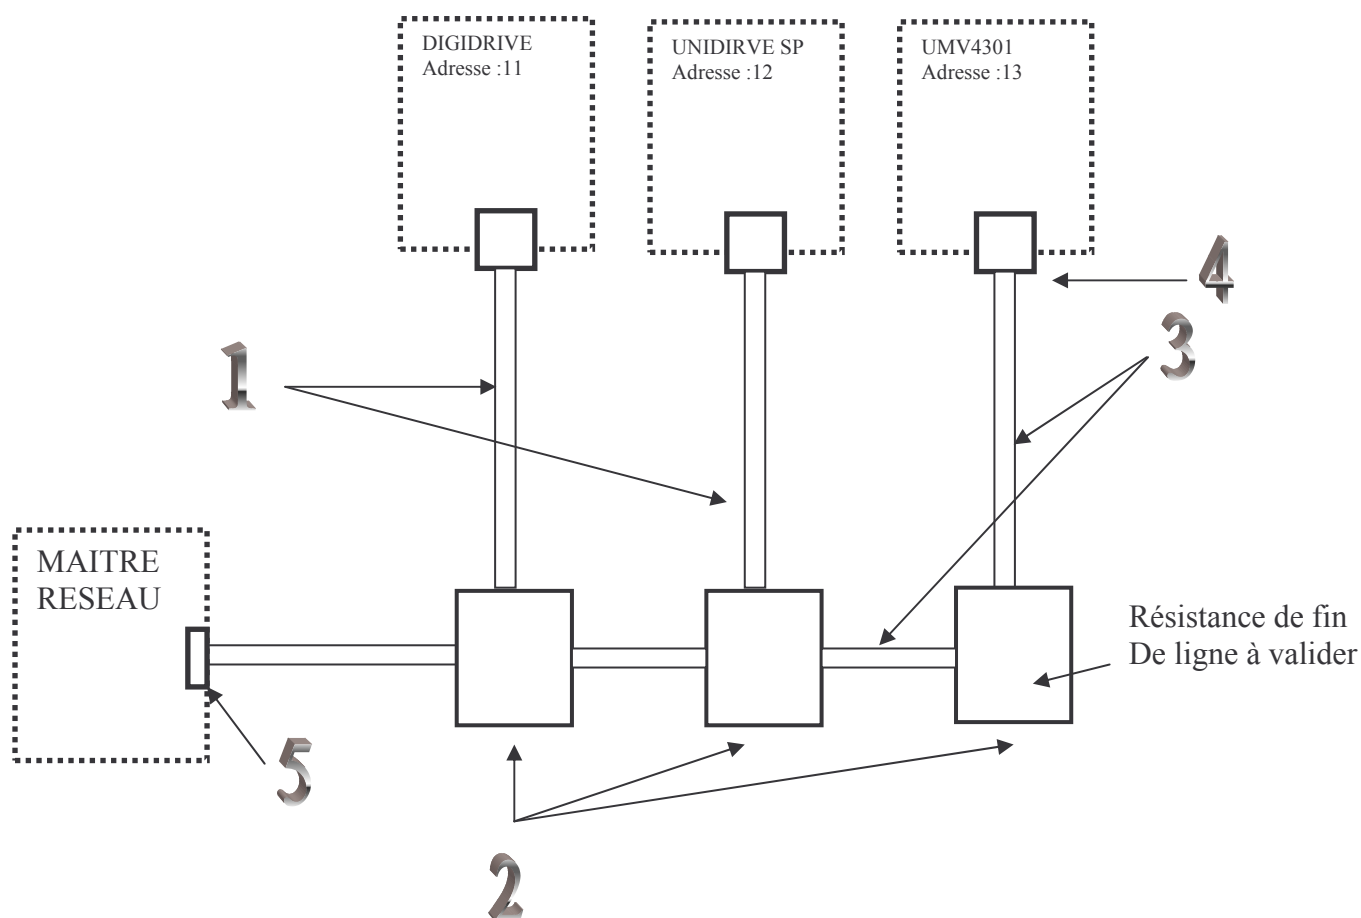 DIGIDRIVE
Adresse :11
UNIDIRVE SP
Adresse :12
UMV4301
Adresse :13
4
3
1
MAITRE
RESEAU
Résistance de fin
De ligne à valider
5
2